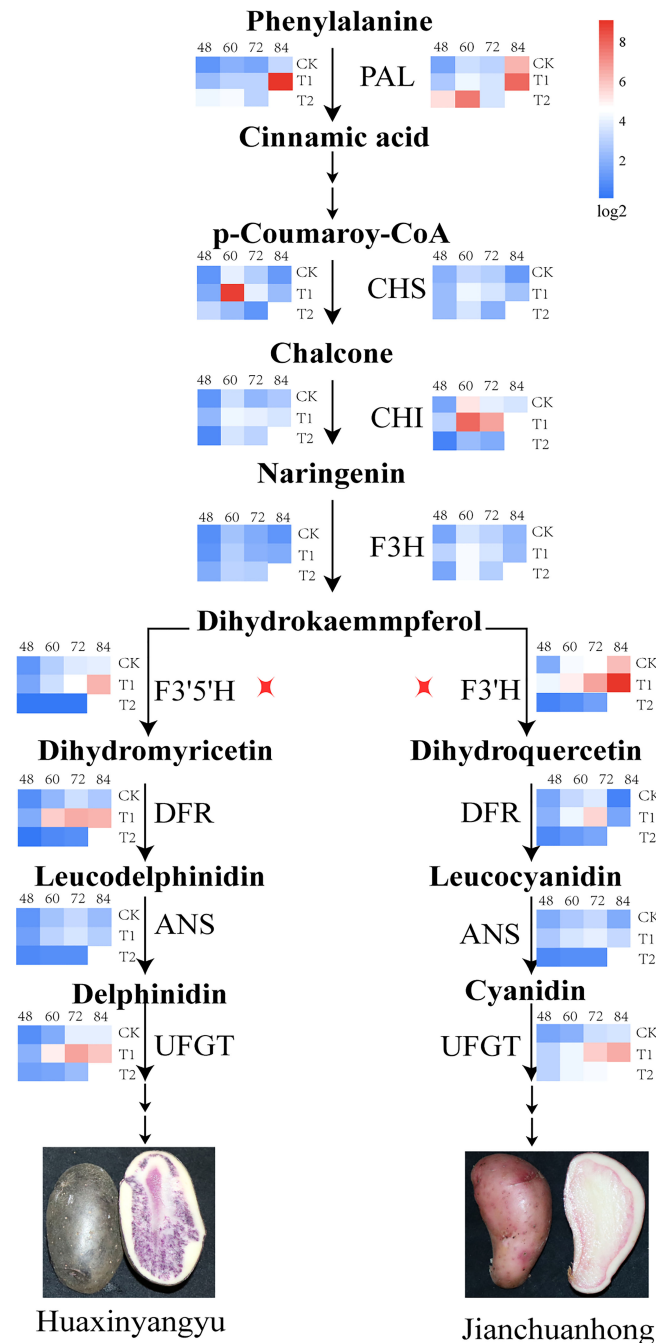 Phenylalanine
48 60 72 84
CK
T1
T2
PAL
48 60 72 84
CK
T1
T2
8
6
4
2
log2
Cinnamic acid
p-Coumaroy-CoA
48 60 72 84
CK
T1
T2
CHS
48 60 72 84
CK
T1
T2
Chalcone
48 60 72 84
CK
T1
T2
CHI
48 60 72 84
CK
T1
T2
Naringenin
48 60 72 84
CK
T1
T2
F3H
48 60 72 84
CK
T1
T2
Dihydrokaemmpferol
48 60 72 84
CK
T1
T2
F3'5'H
F3'H
48 60 72 84
CK
T1
T2
Dihydromyricetin
Dihydroquercetin
48 60 72 84
CK
T1
T2
DFR
DFR
48 60 72 84
CK
T1
T2
Leucodelphinidin
Leucocyanidin
48 60 72 84
CK
T1
T2
ANS
ANS
48 60 72 84
CK
T1
T2
Delphinidin
Cyanidin
48 60 72 84
CK
T1
T2
UFGT
UFGT
48 60 72 84
CK
T1
T2
Huaxinyangyu
Jianchuanhong